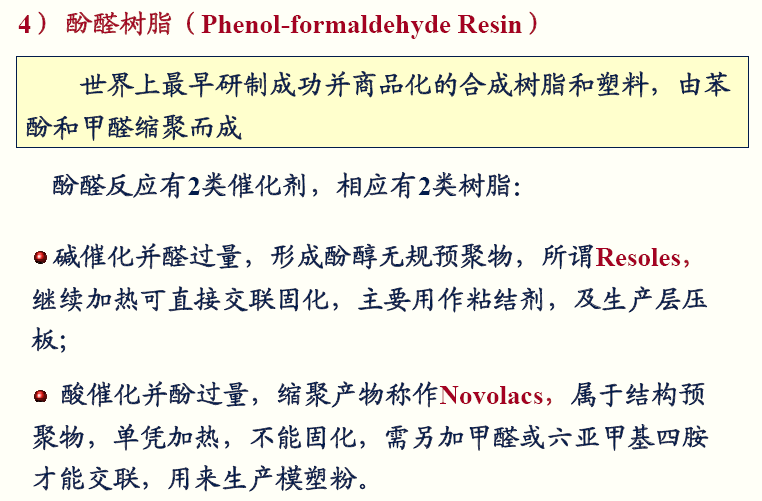 4） 酚醛树脂（Phenol-formaldehyde Resin）
世界上最早研制成功并商品化的合成树脂和塑料，由苯
酚和甲醛缩聚而成
酚醛反应有2类催化剂，相应有2类树脂：
碱催化并醛过量，形成酚醇无规预聚物，所谓Resoles，
继续加热可直接交联固化，主要用作粘结剂，及生产层压
板；
酸催化并酚过量，缩聚产物称作Novolacs，属于结构预
聚物，单凭加热，不能固化，需另加甲醛或六亚甲基四胺
才能交联，用来生产模塑粉。